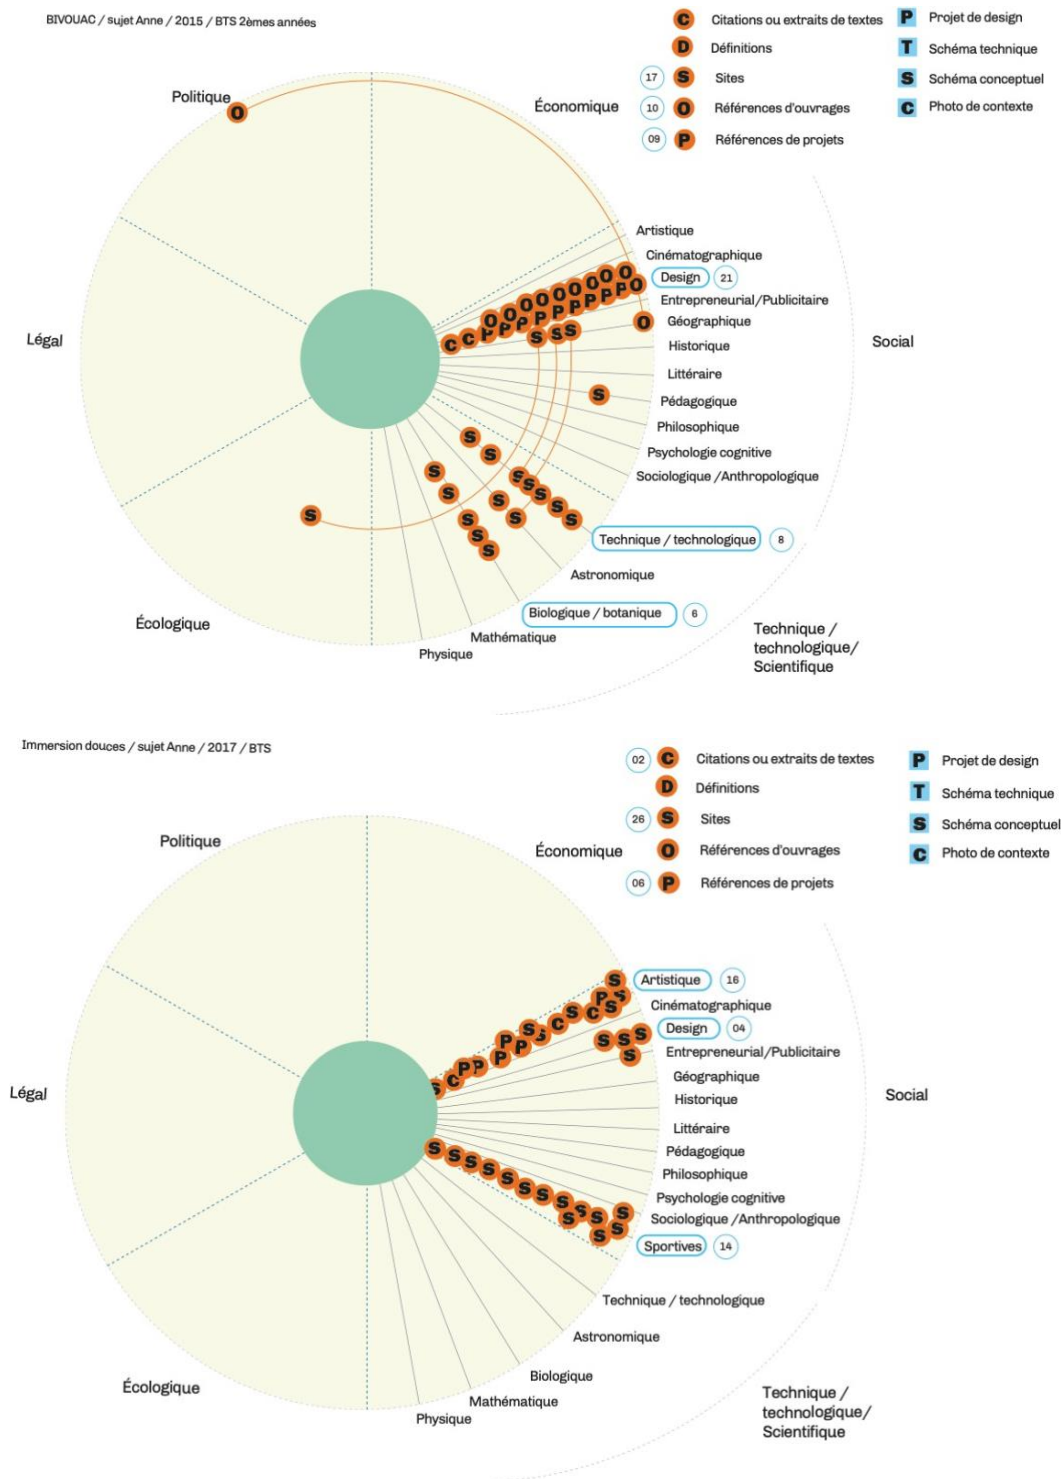 BIVOUAC / sujet Anne / 2015 / BTS 2èmes années
C Citations ou extraits de textes
D Définitions
17 S Sites
10 O Références d'ouvrages
09 P Références de projets
P Projet de design
T Schéma technique
S Schéma conceptuel
C Photo de contexte
Politique
O
Économique
Artistique
Cinématographique
Design 21
Entrepreneurial/Publicitaire
Géographique
Historique
Littéraire
Pédagogique
Philosophique
Psychologie cognitive
Sociologique /Anthropologique
Social
Légal
Technique / technologique 8
Astronomique
Biologique / botanique 6
Mathématique
Physique
Écologique
Technique /
technologique/
Scientifique
Immersion douces / sujet Anne / 2017 / BTS
02 C Citations ou extraits de textes
D Définitions
26 S Sites
O Références d'ouvrages
06 P Références de projets
P Projet de design
T Schéma technique
S Schéma conceptuel
C Photo de contexte
Politique
Économique
Artistique 16
Cinématographique
Design 04
Entrepreneurial/Publicitaire
Géographique
Historique
Littéraire
Pédagogique
Philosophique
Psychologie cognitive
Sociologique /Anthropologique
Sportives 14
Social
Légal
Technique / technologique
Astronomique
Biologique
Mathématique
Physique
Écologique
Technique /
technologique/
Scientifique